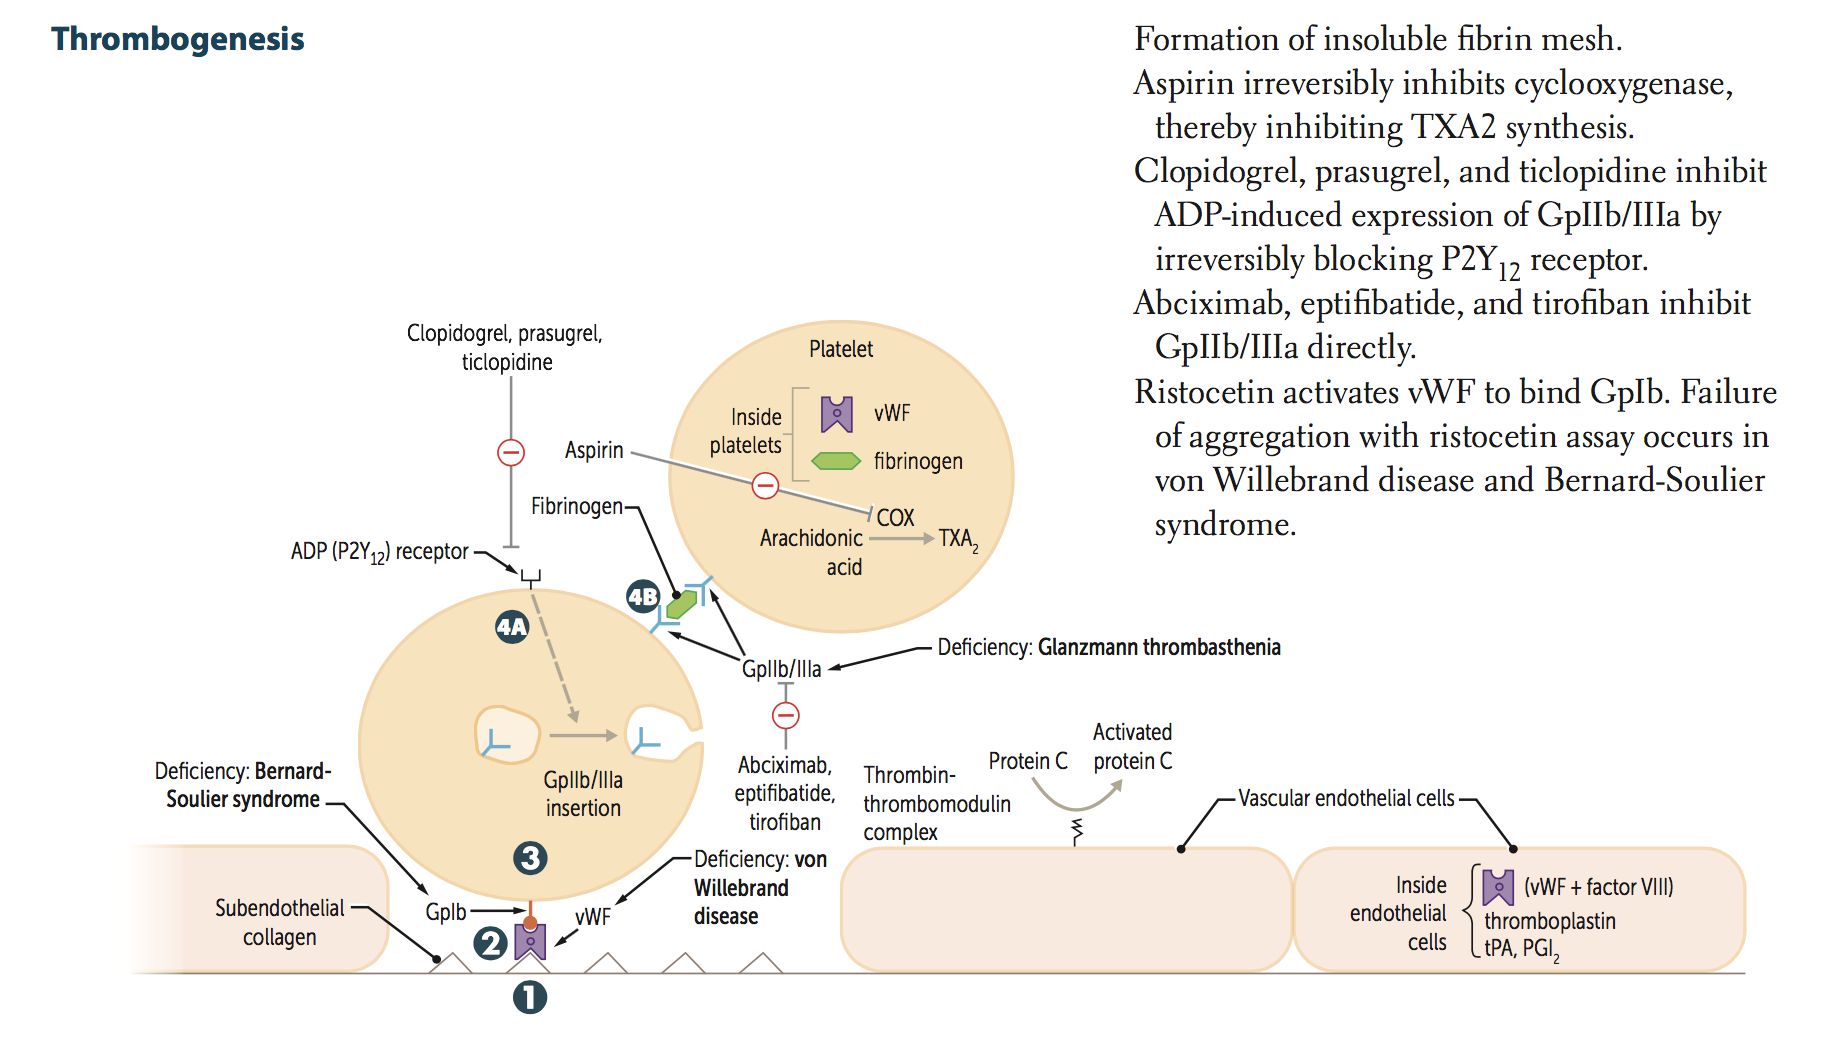 Thrombogenesis
Formation of insoluble fibrin mesh.
Aspirin irreversibly inhibits cyclooxygenase,
thereby inhibiting TXA2 synthesis.
Clopidogrel, prasugrel, and ticlopidine inhibit
ADP-induced expression of GpIIb/IIIa by
irreversibly blocking P2Y12 receptor.
Abciximab, eptifibatide, and tirofiban inhibit
GpIIb/IIIa directly.
Ristocetin activates vWF to bind GpIb. Failure
of aggregation with ristocetin assay occurs in
von Willebrand disease and Bernard-Soulier
syndrome.
Clopidogrel, prasugrel,
ticlopidine
Platelet
Inside
platelets
vWF
fibrinogen
Aspirin
COX
Arachidonic
acid
TXA2
Fibrinogen
ADP (P2Y12) receptor
4B
4A
GpIIb/IIIa
Deficiency: Glanzmann thrombasthenia
GpIIb/IIIa
insertion
Abciximab,
eptifibatide,
tirofiban
Deficiency: Bernard-
Soulier syndrome
3
Deficiency: von
Willebrand
disease
GpIb
vWF
Subendothelial
collagen
2
1
Thrombin-
thrombomodulin
complex
Protein C
Activated
protein C
Vascular endothelial cells
Inside
endothelial
cells
(vWF + factor VIII)
thromboplastin
tPA, PGI2